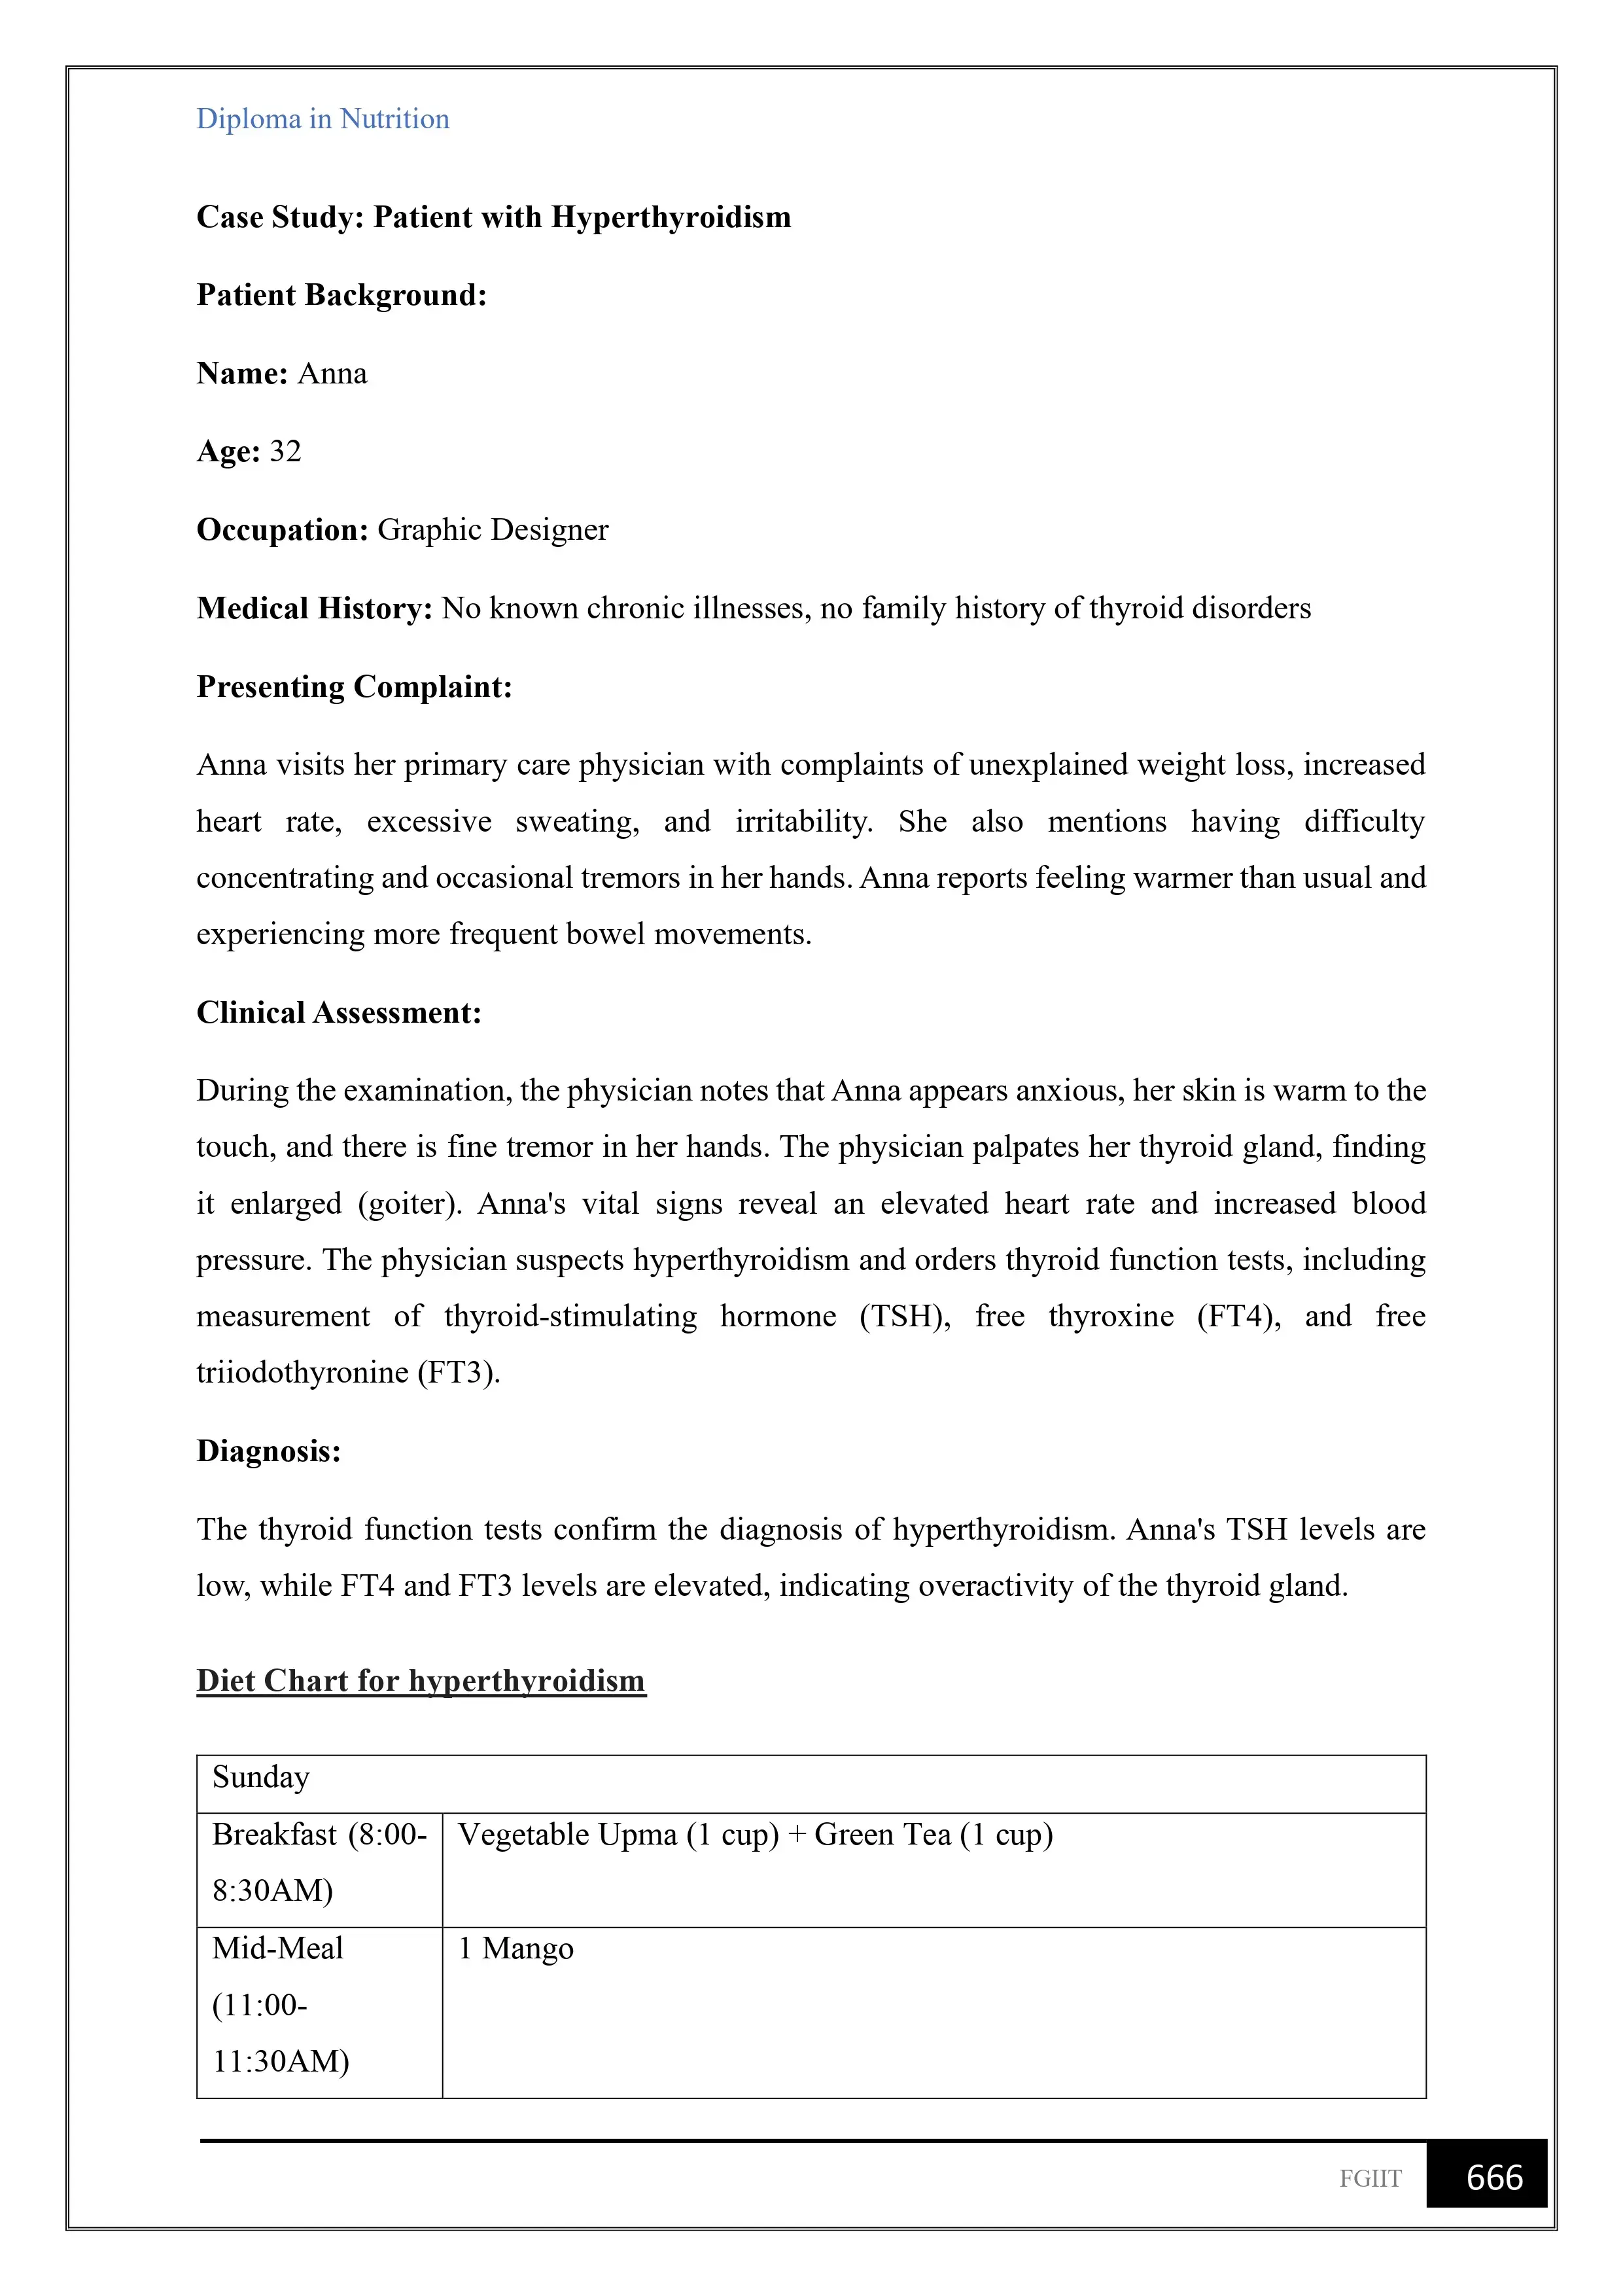 Diploma in Nutrition
Case Study: Patient with Hyperthyroidism
Patient Background:
Name: Anna
Age: 32
Occupation: Graphic Designer
Medical History: No known chronic illnesses, no family history of thyroid disorders
Presenting Complaint:
Anna visits her primary care physician with complaints of unexplained weight loss, increased
heart rate, excessive sweating, and irritability. She also mentions having difficulty
concentrating and occasional tremors in her hands. Anna reports feeling warmer than usual and
experiencing more frequent bowel movements.
Clinical Assessment:
During the examination, the physician notes that Anna appears anxious, her skin is warm to the
touch, and there is fine tremor in her hands. The physician palpates her thyroid gland, finding
it enlarged (goiter). Anna's vital signs reveal an elevated heart rate and increased blood
pressure. The physician suspects hyperthyroidism and orders thyroid function tests, including
measurement of thyroid-stimulating hormone (TSH), free thyroxine (FT4), and free
triiodothyronine (FT3).
Diagnosis:
The thyroid function tests confirm the diagnosis of hyperthyroidism. Anna's TSH levels are
low, while FT4 and FT3 levels are elevated, indicating overactivity of the thyroid gland.
Diet Chart for hyperthyroidism
Sunday
Breakfast (8:00-
8:30AM)
Vegetable Upma (1 cup) + Green Tea (1 cup)
Mid-Meal
(11:00-
11:30AM)
1 Mango
FGIIT
666